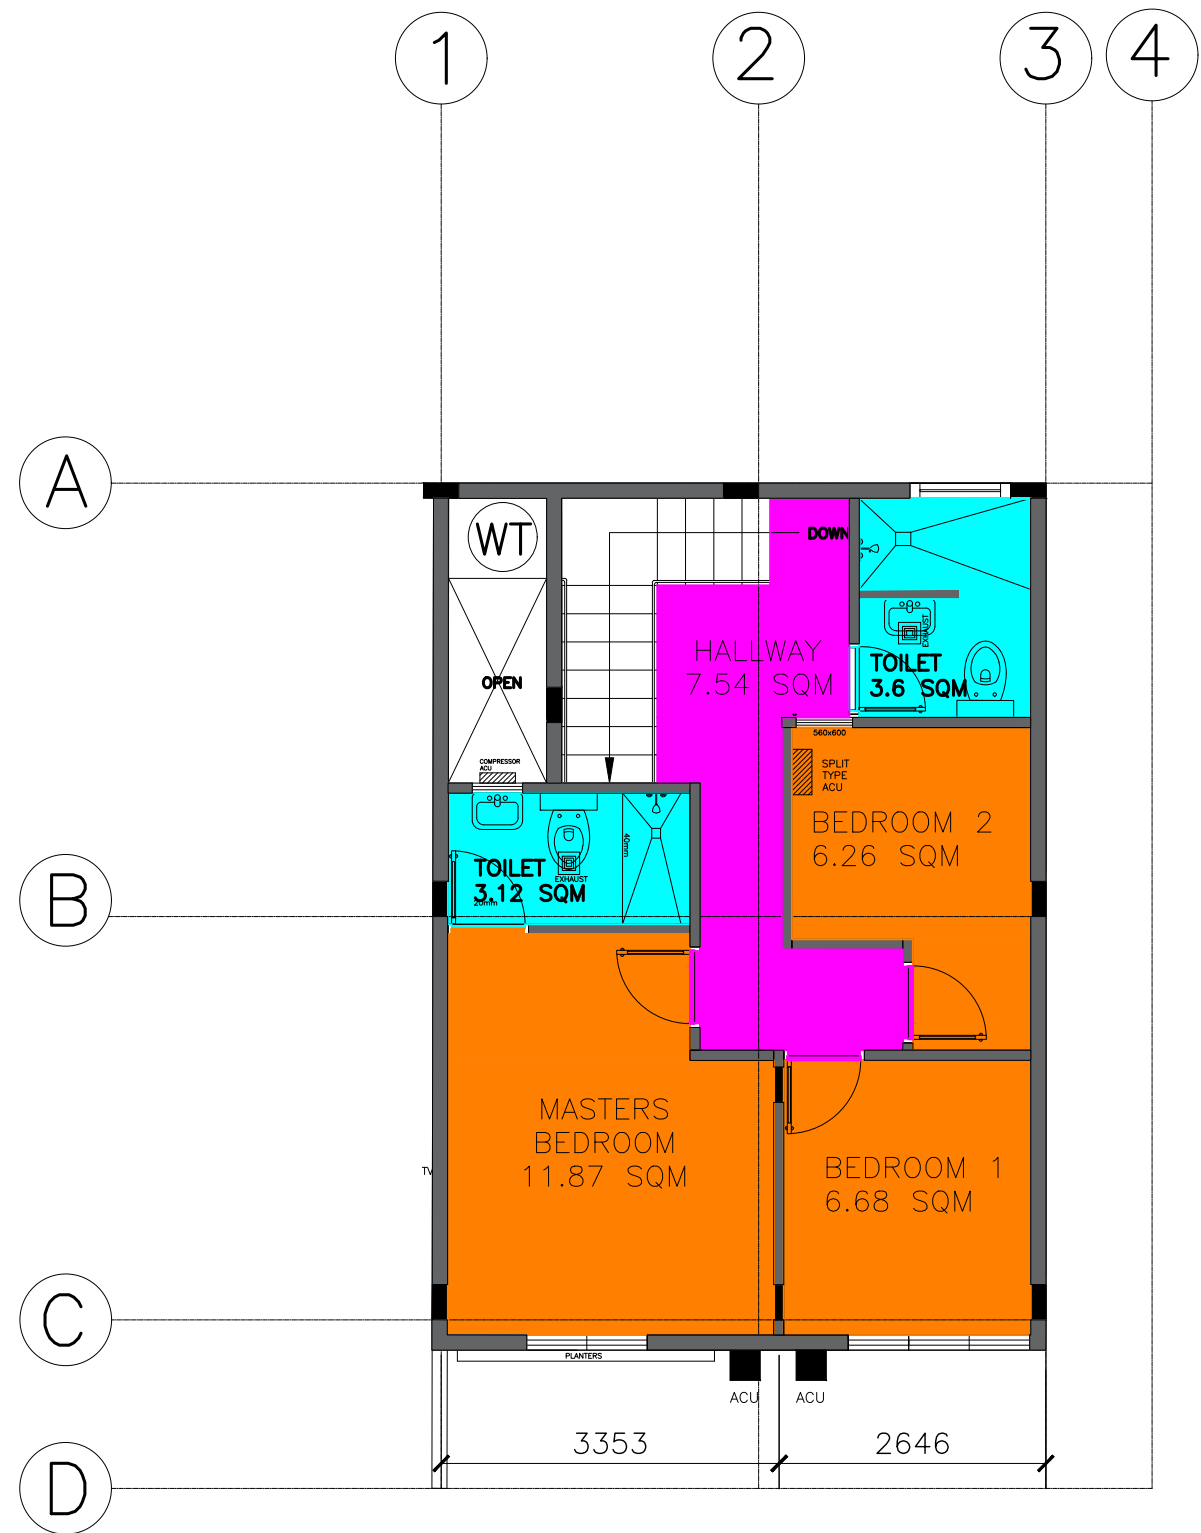 1
2
3
4
A
WT
DOWN
EXHAUST
HALLWAY
7.54 SQM
TOILET
3.6 SQM
OPEN
560x600
COMPRESSOR
ACU
SPLIT
TYPE
ACU
BEDROOM 2
6.26 SQM
40mm
TOILET
EXHAUST
3.12 SQM
20mm
B
MASTERS
BEDROOM
11.87 SQM
TV
BEDROOM 1
6.68 SQM
C
PLANTERS
ACU
ACU
3353
2646
D